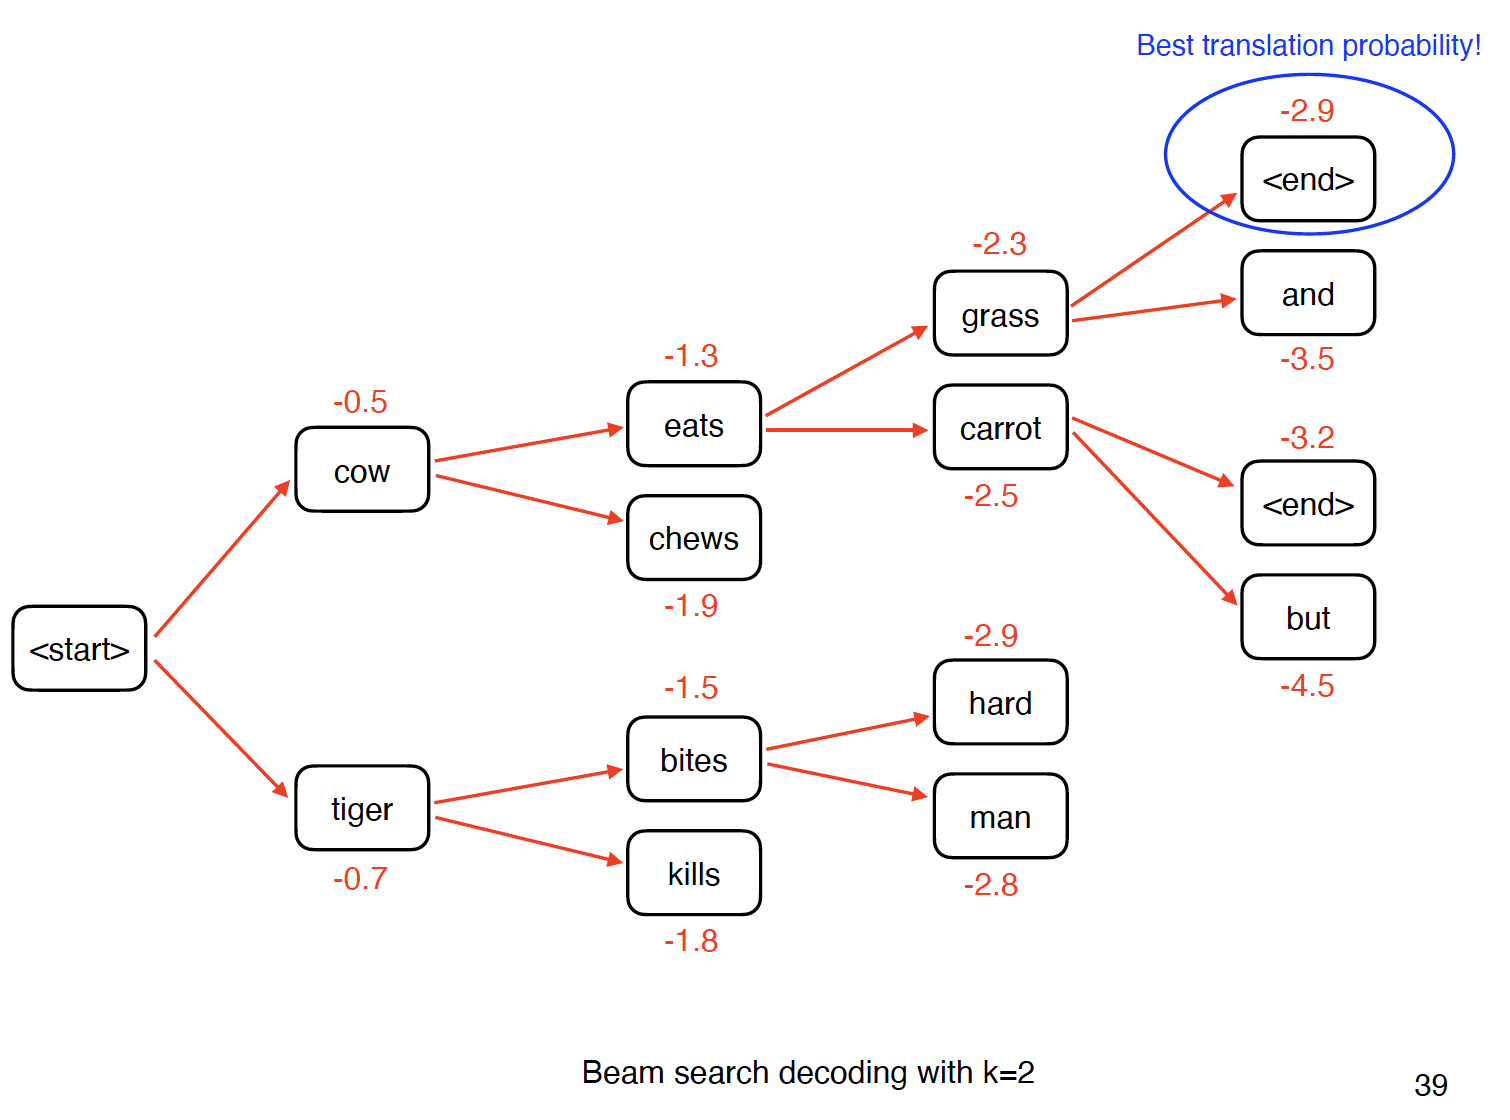 Best translation probability!
-2.9
<end>
-2.3
and
grass
-3.5
-1.3
-0.5
eats
carrot
-3.2
cow
-2.5
<end>
chews
-1.9
<start>
-2.9
but
-1.5
hard
-4.5
bites
tiger
man
-0.7
kills
-2.8
-1.8
Beam search decoding with k=2
39